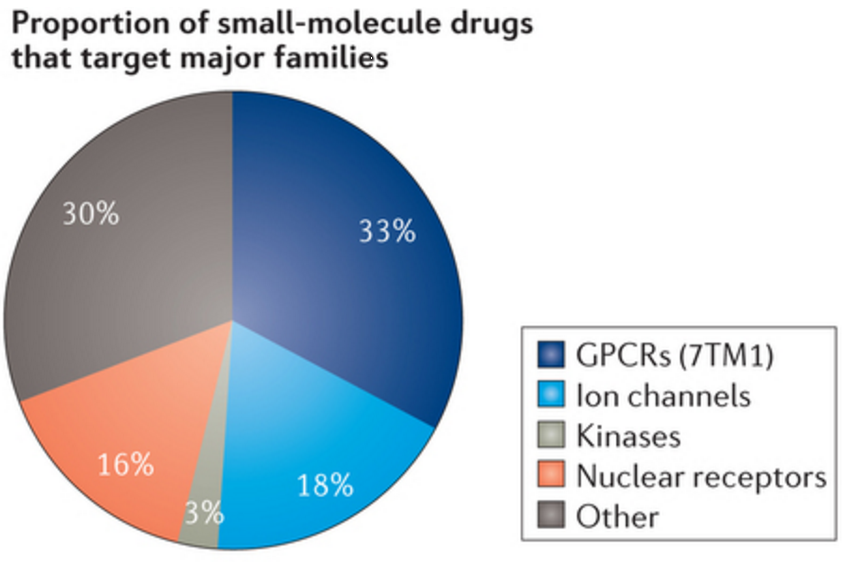 Proportion of small-molecule drugs
that target major families
30%
33%
16%
3%
18%
GPCRs (7TM1)
Ion channels
Kinases
Nuclear receptors
Other